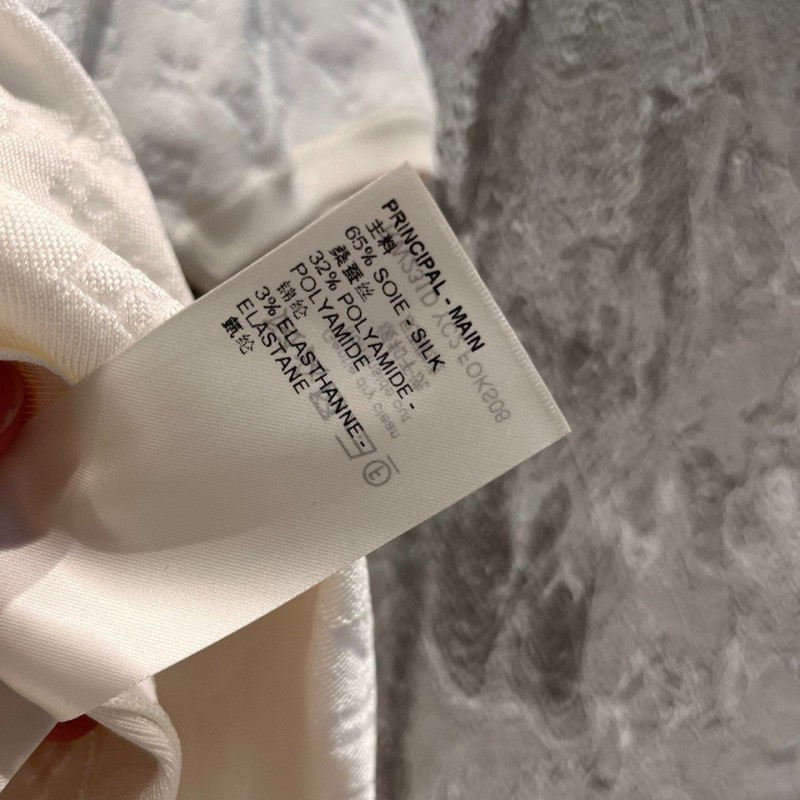 PRINCIPAL - MAIN
主料
65% SOIE - SILK
桑蚕丝
32% POLYAMIDE -
POLYAMIDE
锦纶
3% ELASTHANNE -
ELASTANE
氨纶